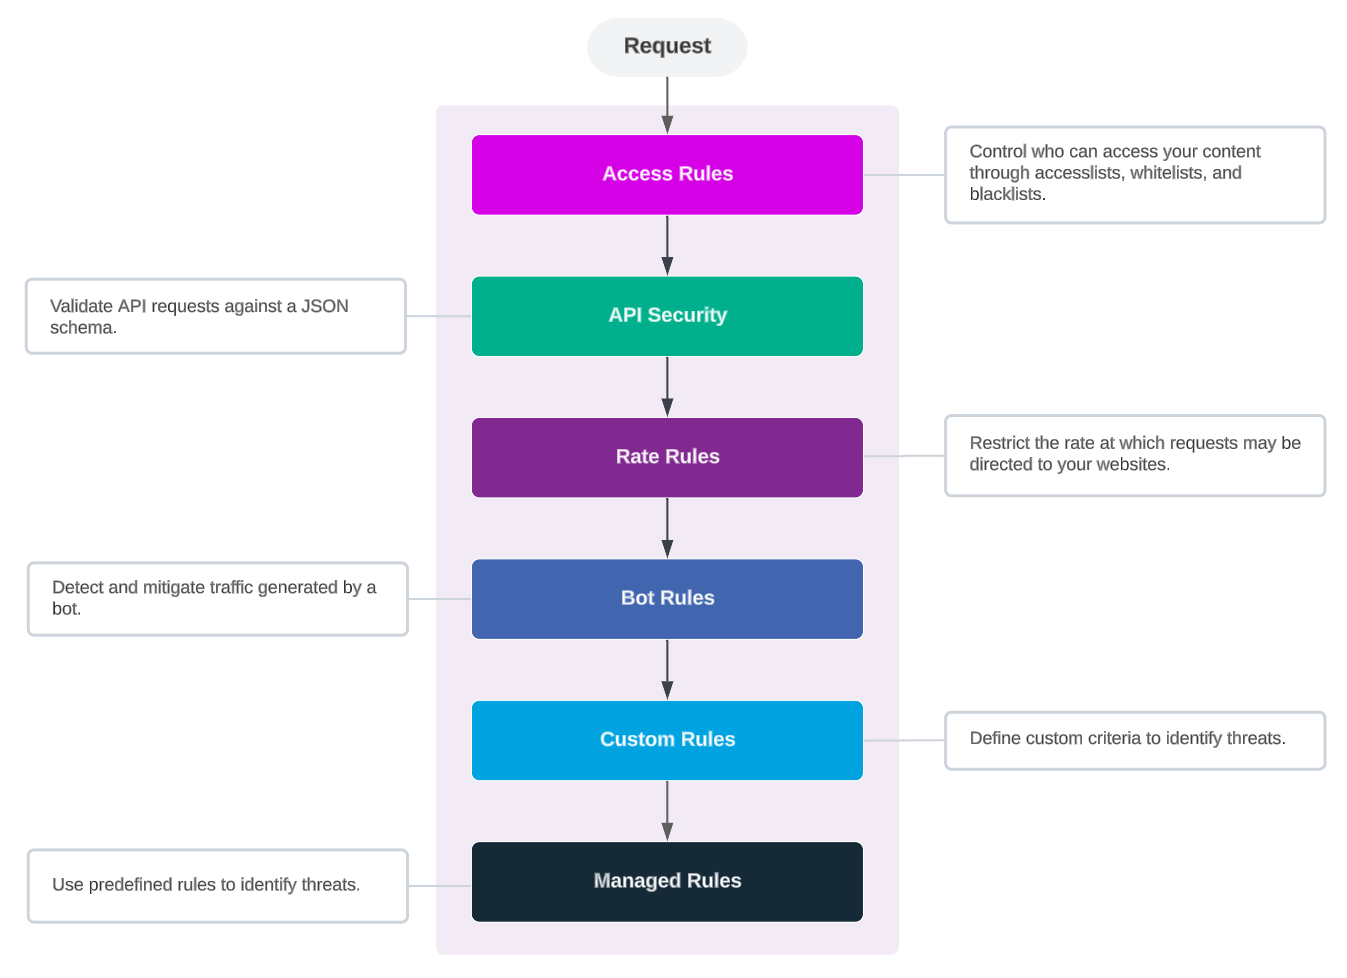 Request
Access Rules
Control who can access your content
through accesslists, whitelists, and
blacklists.
API Security
Validate API requests against a JSON
schema.
Rate Rules
Restrict the rate at which requests may be
directed to your websites.
Bot Rules
Detect and mitigate traffic generated by a
bot.
Custom Rules
Define custom criteria to identify threats.
Managed Rules
Use predefined rules to identify threats.